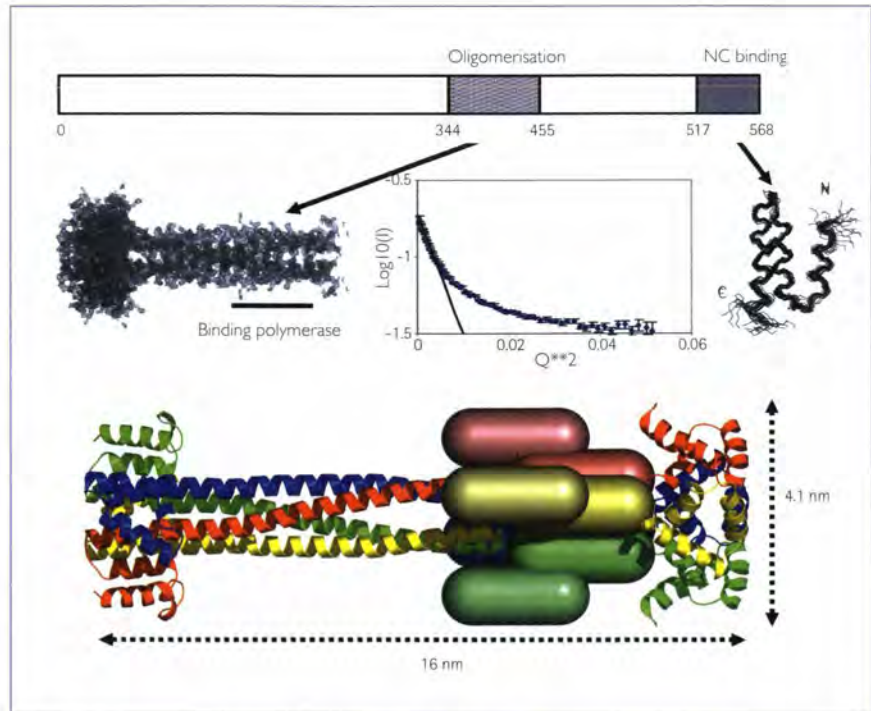 Oligomerisation NC binding
0 344 455 517 568
Binding polymerase
-0.5
-1
-1.5
Log10(I)
0 0,02 0,04 0,06
Q**2
N
C
4.1 nm
16 nm